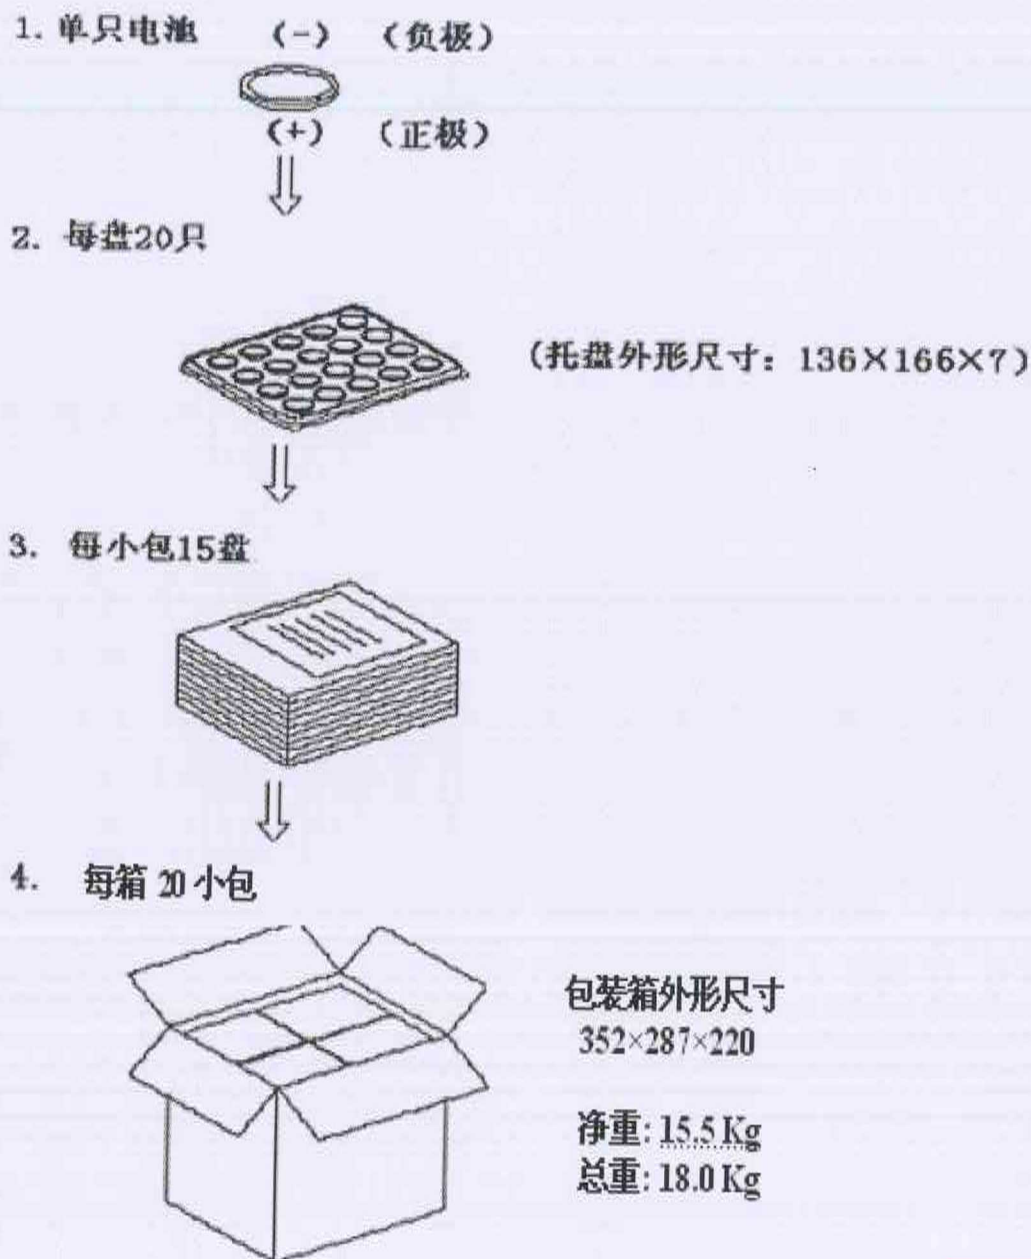 1. 单只电池 (-) (负极)
(+) (正极)
2. 每盘20只
(托盘外形尺寸: 136×166×7)
3. 每小包15盘
4. 每箱 20 小包
包装箱外形尺寸
352×287×220
净重: 15.5 Kg
总重: 18.0 Kg